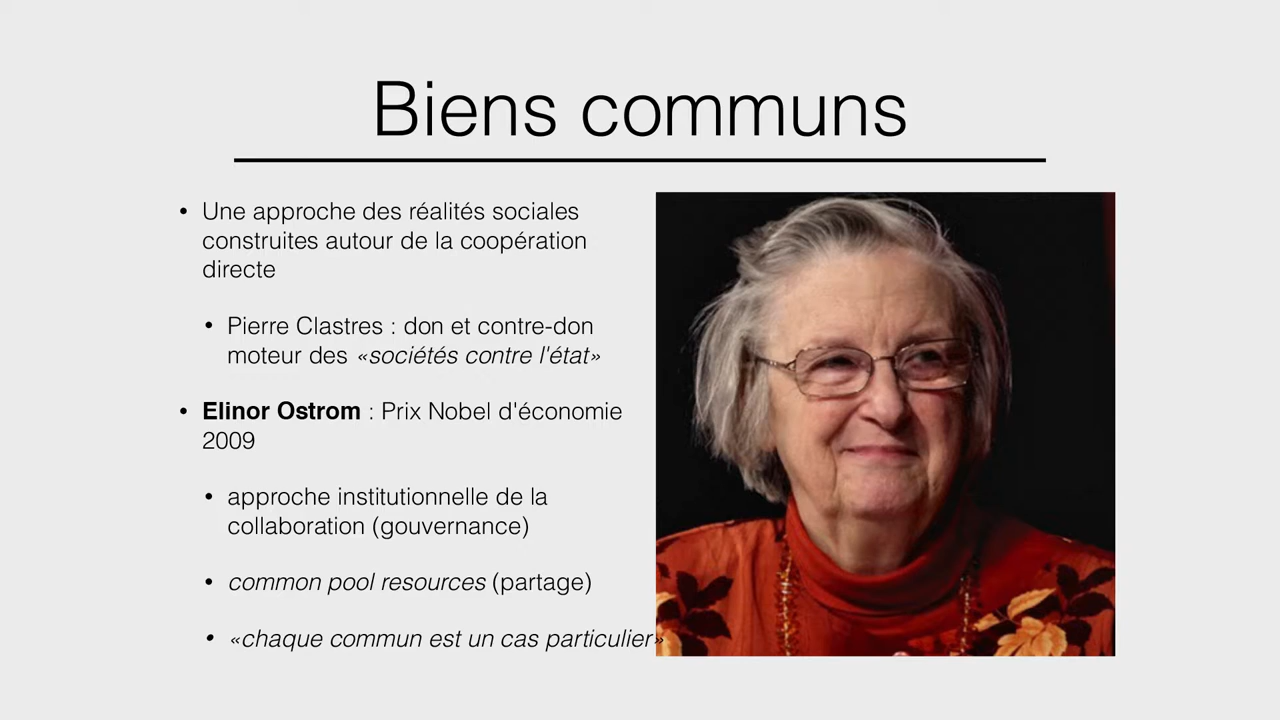 Biens communs
• Une approche des réalités sociales
construites autour de la coopération
directe
• Pierre Clastres : don et contre-don
moteur des «sociétés contre l'état»
• Elinor Ostrom : Prix Nobel d'économie
2009
• approche institutionnelle de la
collaboration (gouvernance)
• common pool resources (partage)
• «chaque commun est un cas particulier»